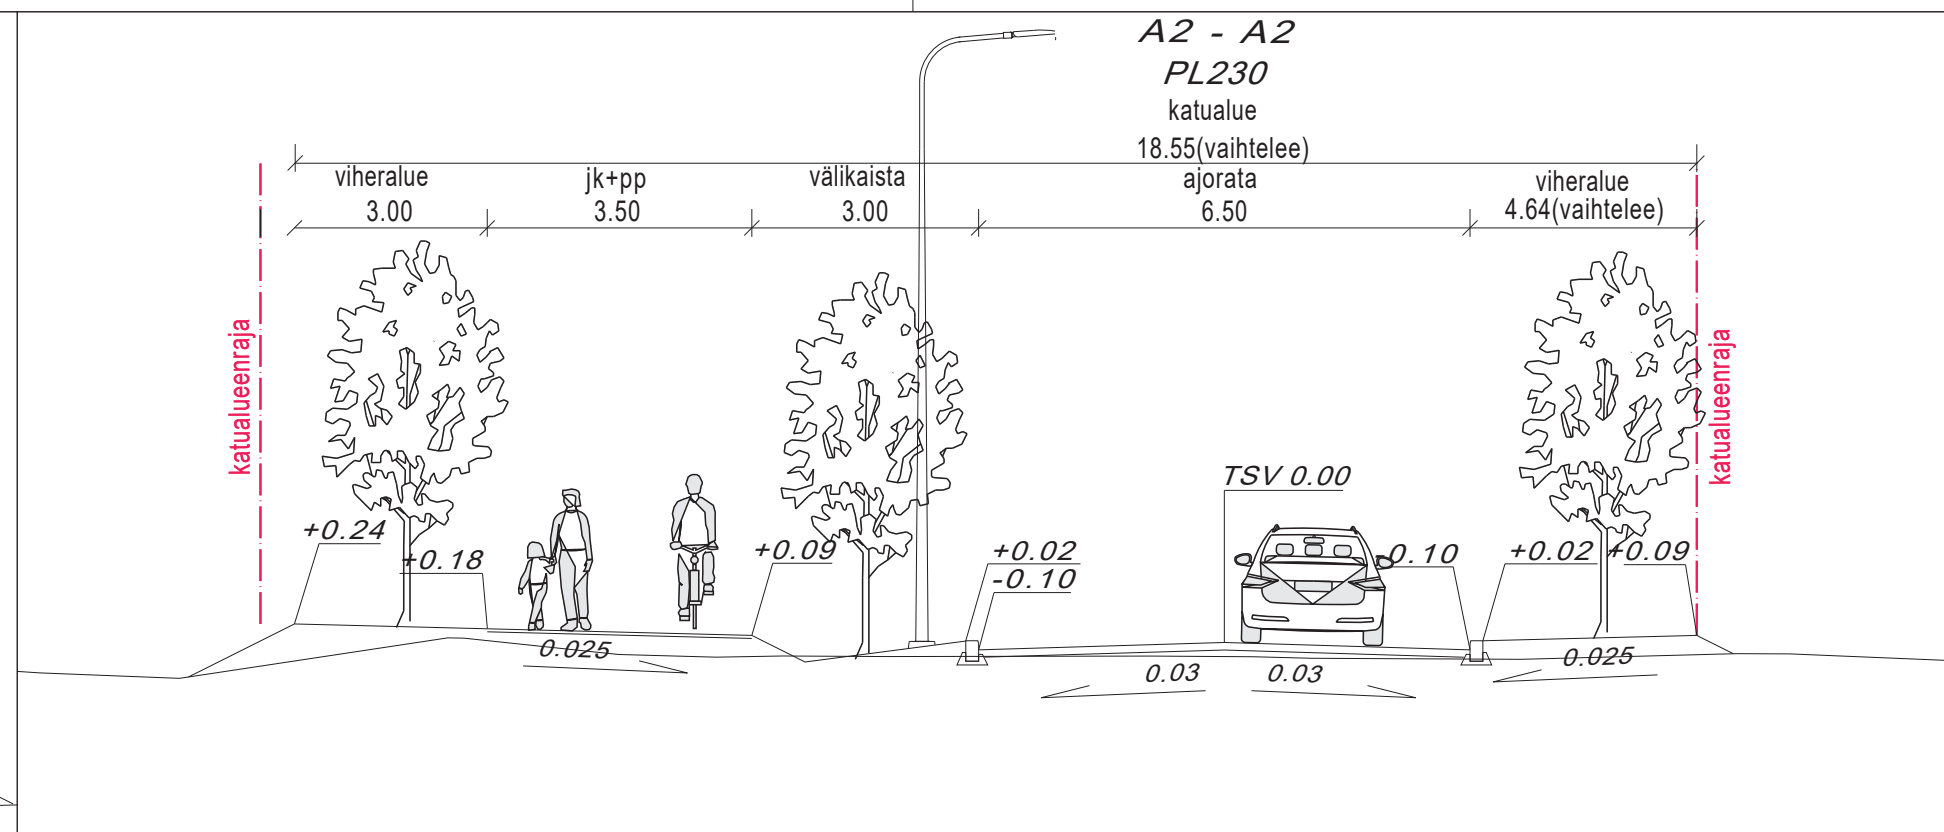 A2 - A2
PL230
katualue
18.55(vaihtelee)
viheralue
3.00
jk+pp
3.50
välikaista
3.00
ajorata
6.50
viheralue
4.64(vaihtelee)
katualueenraja
katualueenraja
TSV 0.00
+0.24
+0.18
+0.09
+0.02
-0.10
0.10
+0.02
+0.09
0.025
0.03
0.03
0.025